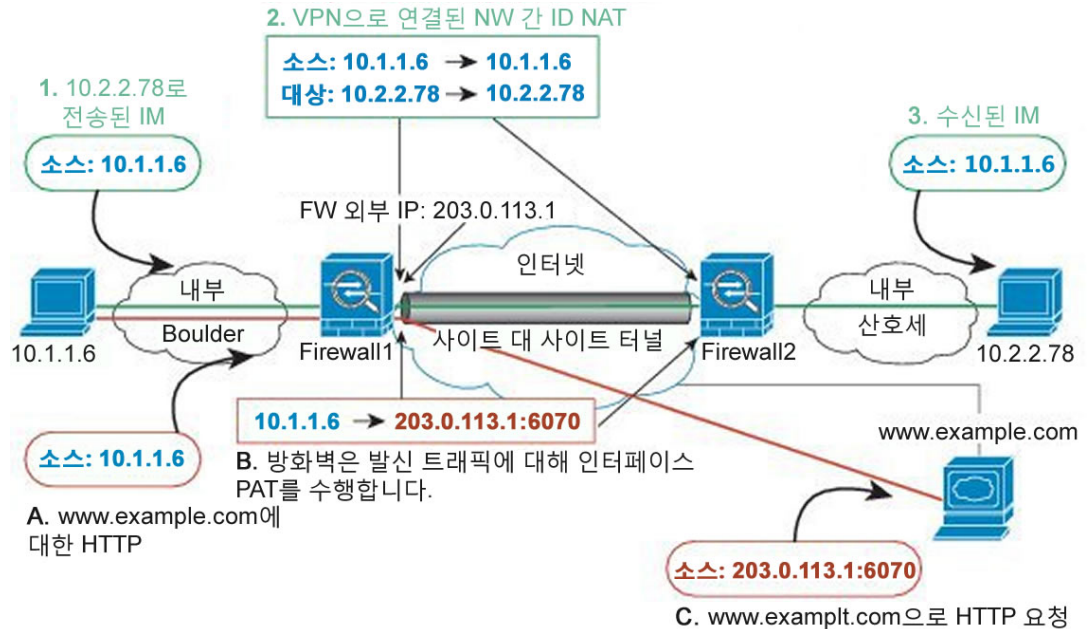 2. VPN으로 연결된 NW 간 ID NAT
소스: 10.1.1.6 → 10.1.1.6
대상: 10.2.2.78 → 10.2.2.78
1. 10.2.2.78로
전송된 IM
소스: 10.1.1.6
3. 수신된 IM
소스: 10.1.1.6
FW 외부 IP: 203.0.113.1
인터넷
내부
Boulder
내부
산호세
10.1.1.6
Firewall1
사이트 대 사이트 터널
Firewall2
10.2.2.78
10.1.1.6 → 203.0.113.1:6070
www.example.com
소스: 10.1.1.6
B. 방화벽은 발신 트래픽에 대해 인터페이스
PAT를 수행합니다.
A. www.example.com에
대한 HTTP
소스: 203.0.113.1:6070
C. www.examplt.com으로 HTTP 요청